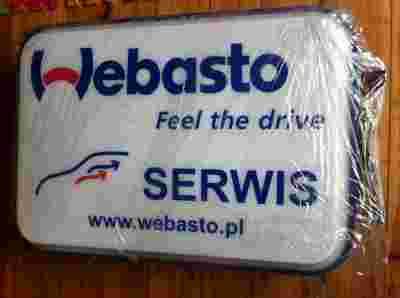 Webasto
Feel the drive
SERWIS
www.webasto.pl